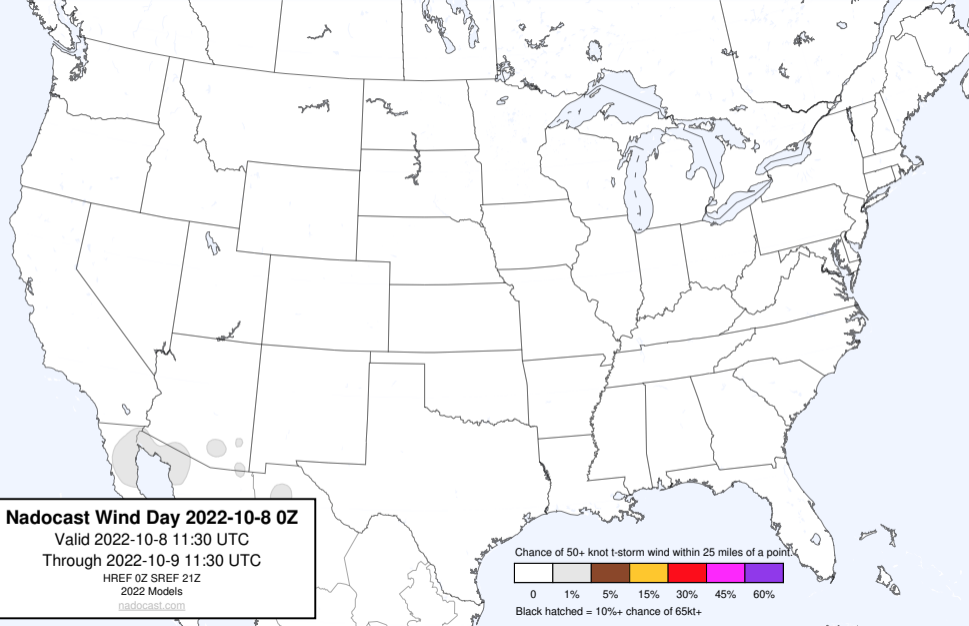 Nadocast Wind Day 2022-10-8 0Z
Valid 2022-10-8 11:30 UTC
Through 2022-10-9 11:30 UTC
HREF 0Z SREF 21Z
2022 Models
nadocast.com
Chance of 50+ knot t-storm wind within 25 miles of a point.
0 1% 5% 15% 30% 45% 60%
Black hatched = 10%+ chance of 65kt+